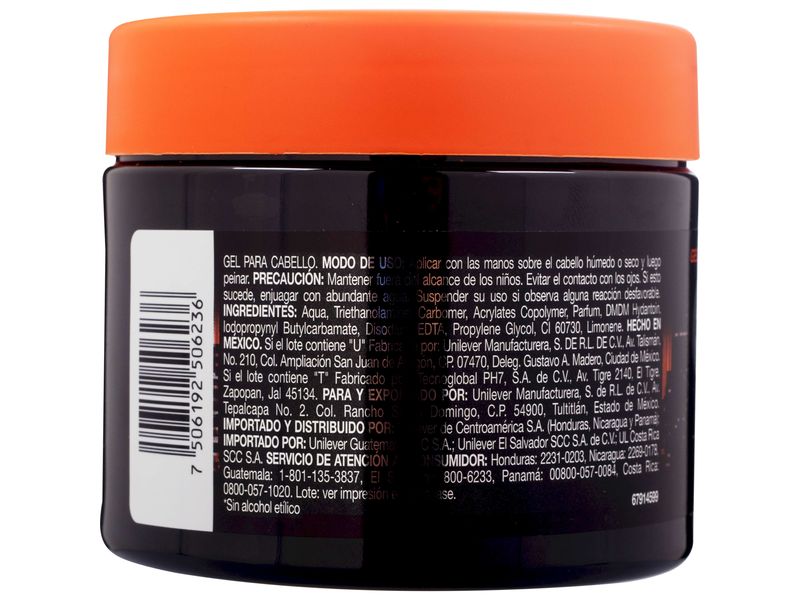 GEL PARA CABELLO. MODO DE USO: Aplicar con las manos sobre el cabello húmedo o seco y luego
peinar. PRECAUCIÓN: Mantener fuera del alcance de los niños. Evitar el contacto con los ojos. Si esto
sucede, enjuagar con abundante agua. Suspender su uso si observa alguna reacción desfavorable.
INGREDIENTES: Aqua, Triethanolamine, Carbomer, Acrylates Copolymer, Parfum, DMDM Hydantoin,
Iodopropynyl Butylcarbamate, Disodium EDTA, Propylene Glycol, CI 60730, Limonene. HECHO EN
MÉXICO. Si el lote contiene "U" Fabricado por: Unilever Manufacturera, S. DE R.L. DE C.V., Av. Talisman,
No. 210, Col. Ampliación San Juan de Aragón, CP. 07470, Deleg. Gustavo A. Madero, Ciudad de México.
Si el lote contiene "T" Fabricado por: Tecnoglobal PH7, S.A. de C.V., Av Tigre 2140. El Tigre
Zapopan, Jal 45134. PARA Y EXPORTADO POR: Unilever Manufacturera, S. de R.L. de C.V., Av.
Tepalcapa No. 2. Col. Rancho Santo Domingo, C.P. 54900, Tultitlán, Estado de México.
IMPORTADO Y DISTRIBUIDO POR: Unilever de Centroamérica S.A. (Honduras, Nicaragua y Panamá)
IMPORTADO POR: Unilever Guatemala SCC S.A.; Unilever El Salvador SCC S.A. de C.V.; UL Costa Rica
SCC S.A. SERVICIO DE ATENCIÓN AL CONSUMIDOR: Honduras: 2231-0203, Nicaragua: 2269-0178,
Guatemala: 1-801-135-3837, El 800-6233, Panamá: 00800-057-0084, Costa Rica:
0800-057-1020. Lote: ver impresión envase.
*Sin alcohol etílico
67914599
7 506192 506236